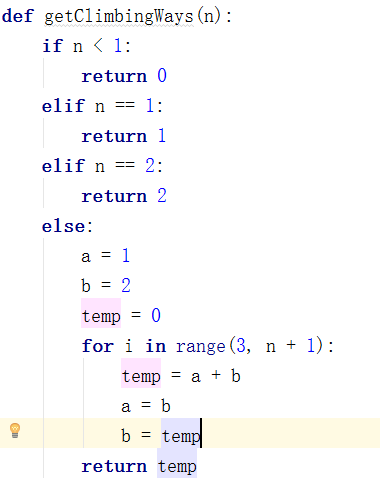 def getClimbingWays(n):
    if n < 1:
        return 0
    elif n == 1:
        return 1
    elif n == 2:
        return 2
    else:
        a = 1
        b = 2
        temp = 0
        for i in range(3, n + 1):
            temp = a + b
            a = b
            b = temp
        return temp